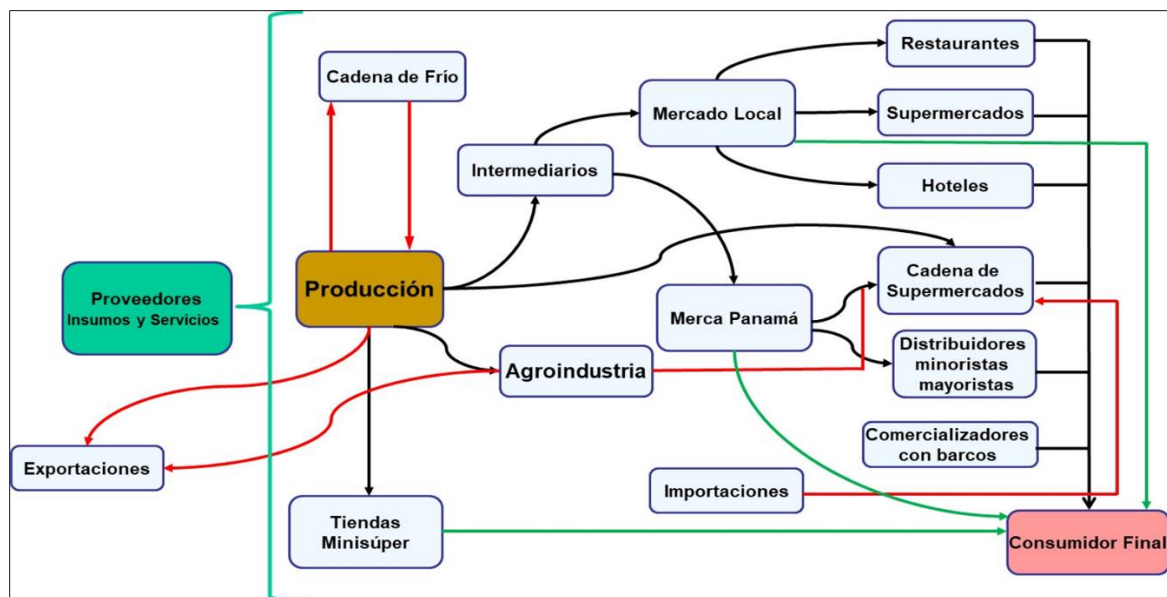 Restaurantes
Cadena de Frío
Mercado Local
Supermercados
Intermediarios
Hoteles
Producción
Cadena de
Supermercados
Proveedores
Insumos y Servicios
Merca Panamá
Distribuidores
minoristas
mayoristas
Agroindustria
Comercializadores
con barcos
Exportaciones
Importaciones
Tiendas
Minisúper
Consumidor Final